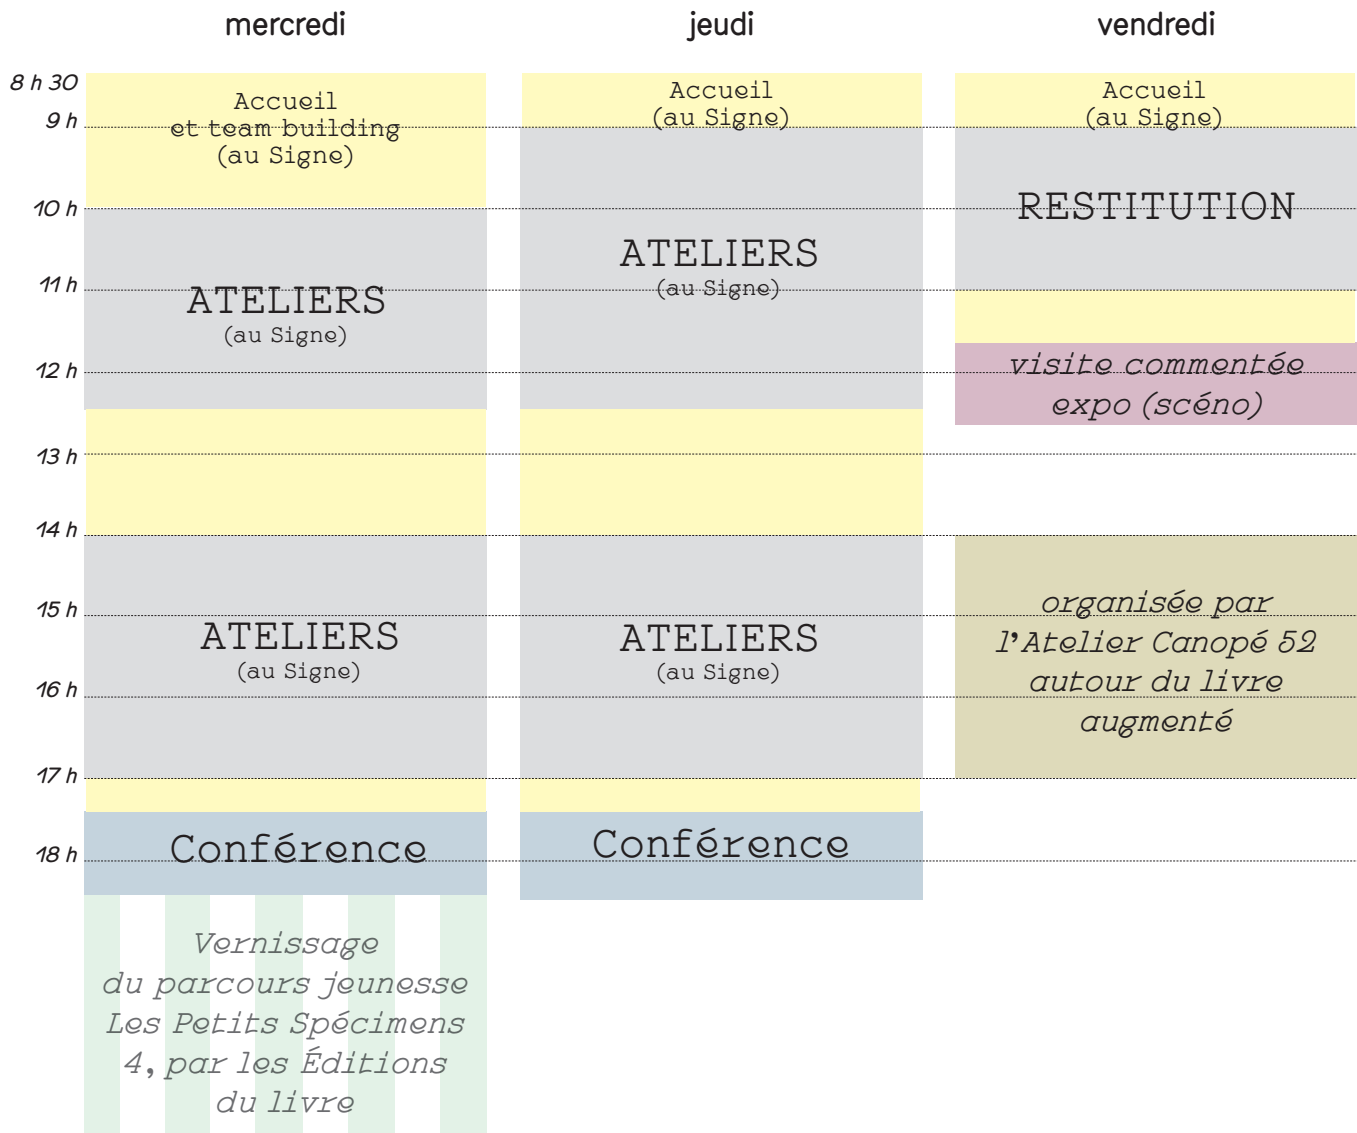 mercredi
jeudi
vendredi
8 h 30
9 h
10 h
11 h
12 h
13 h
14 h
15 h
16 h
17 h
18 h
Accueil
et team building
(au Signe)
ATELIERS
(au Signe)
ATELIERS
(au Signe)
Conférence
Vernissage
du parcours jeunesse
Les Petits Spécimens
4, par les Éditions
du livre
Accueil
(au Signe)
ATELIERS
(au Signe)
ATELIERS
(au Signe)
Conférence
Accueil
(au Signe)
RESTITUTION
visite commentée
expo (scéno)
organisée par
l’Atelier Canopé 52
autour du livre
augmenté